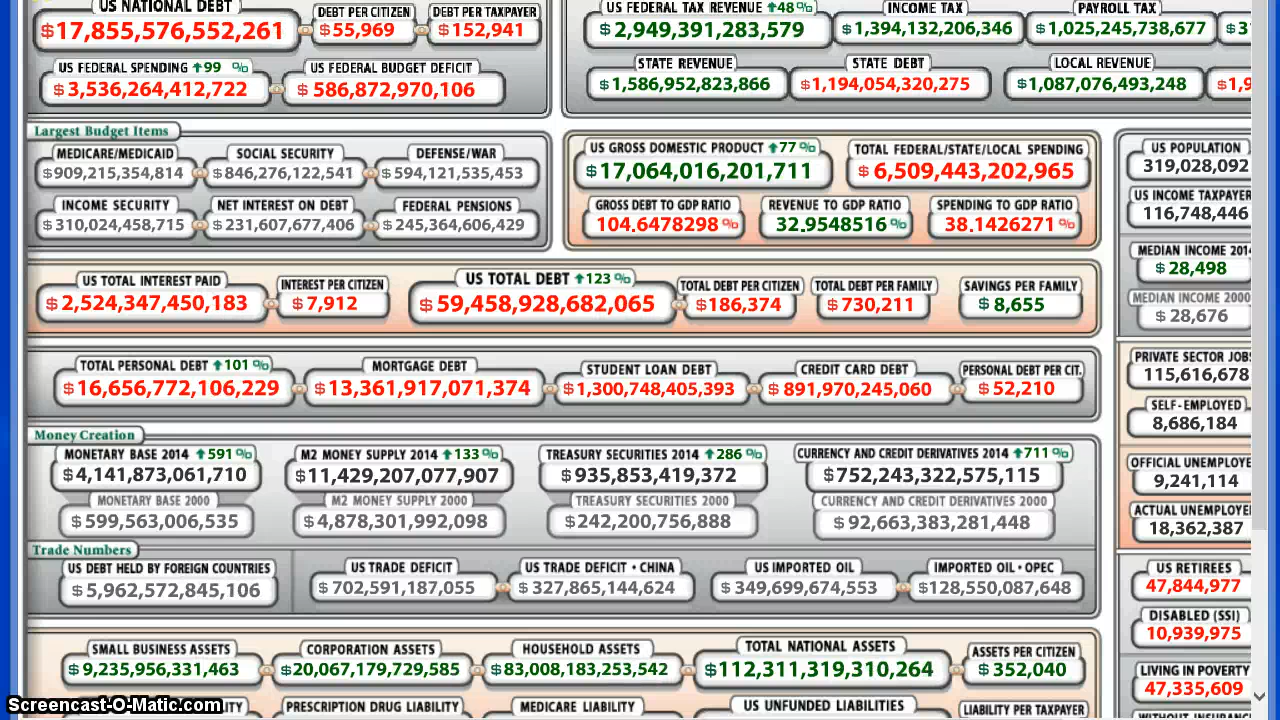 US NATIONAL DEBT
$17,855,576,552,261
DEBT PER CITIZEN
$55,969
DEBT PER TAXPAYER
$152,941
US FEDERAL SPENDING ↑99 %
$3,536,264,412,722
US FEDERAL BUDGET DEFICIT
$586,872,970,106
US FEDERAL TAX REVENUE ↑48 %
$2,949,391,283,579
INCOME TAX
$1,394,132,206,346
PAYROLL TAX
$1,025,245,738,677
$31
STATE REVENUE
$1,586,952,823,866
STATE DEBT
$1,194,054,320,275
LOCAL REVENUE
$1,087,076,493,248
$1,9
Largest Budget Items
MEDICARE/MEDICAID
$909,215,354,814
SOCIAL SECURITY
$846,276,122,541
DEFENSE/WAR
$594,121,535,453
INCOME SECURITY
$310,024,458,715
NET INTEREST ON DEBT
$231,607,677,406
FEDERAL PENSIONS
$245,364,606,429
US GROSS DOMESTIC PRODUCT ↑77 %
$17,064,016,201,711
TOTAL FEDERAL/STATE/LOCAL SPENDING
$6,509,443,202,965
GROSS DEBT TO GDP RATIO
104.6478298 %
REVENUE TO GDP RATIO
32.9548516 %
SPENDING TO GDP RATIO
38.1426271 %
US POPULATION
319,028,092
US INCOME TAXPAYER
116,748,446
MEDIAN INCOME 2014
$28,498
MEDIAN INCOME 2000
$28,676
US TOTAL INTEREST PAID
$2,524,347,450,183
INTEREST PER CITIZEN
$7,912
US TOTAL DEBT ↑123 %
$59,458,928,682,065
TOTAL DEBT PER CITIZEN
$186,374
TOTAL DEBT PER FAMILY
$730,211
SAVINGS PER FAMILY
$8,655
TOTAL PERSONAL DEBT ↑101 %
$16,656,772,106,229
MORTGAGE DEBT
$13,361,917,071,374
STUDENT LOAN DEBT
$1,300,748,405,393
CREDIT CARD DEBT
$891,970,245,060
PERSONAL DEBT PER CIT.
$52,210
PRIVATE SECTOR JOBS
115,616,678
SELF-EMPLOYED
8,686,184
OFFICIAL UNEMPLOYE
9,241,114
ACTUAL UNEMPLOYE
18,362,387
Money Creation
MONETARY BASE 2014 ↑591 %
$4,141,873,061,710
MONETARY BASE 2000
$599,563,006,535
M2 MONEY SUPPLY 2014 ↑133 %
$11,429,207,077,907
M2 MONEY SUPPLY 2000
$4,878,301,992,098
TREASURY SECURITIES 2014 ↑286 %
$935,853,419,372
TREASURY SECURITIES 2000
$242,200,756,888
CURRENCY AND CREDIT DERIVATIVES 2014 ↑711 %
$752,243,322,575,115
CURRENCY AND CREDIT DERIVATIVES 2000
$92,663,383,281,448
Trade Numbers
US DEBT HELD BY FOREIGN COUNTRIES
$5,962,572,845,106
US TRADE DEFICIT
$702,591,187,055
US TRADE DEFICIT • CHINA
$327,865,144,624
US IMPORTED OIL
$349,699,674,553
IMPORTED OIL • OPEC
$128,550,087,648
US RETIREES
47,844,977
DISABLED (SSI)
10,939,975
LIVING IN POVERTY
47,335,609
WITHOUT INSURANC
SMALL BUSINESS ASSETS
$9,235,956,331,463
CORPORATION ASSETS
$20,067,179,729,585
HOUSEHOLD ASSETS
$83,008,183,253,542
TOTAL NATIONAL ASSETS
$112,311,319,310,264
ASSETS PER CITIZEN
$352,040
PRESCRIPTION DRUG LIABILITY
MEDICARE LIABILITY
US UNFUNDED LIABILITIES
LIABILITY PER TAXPAYER
Screencast-O-Matic.com